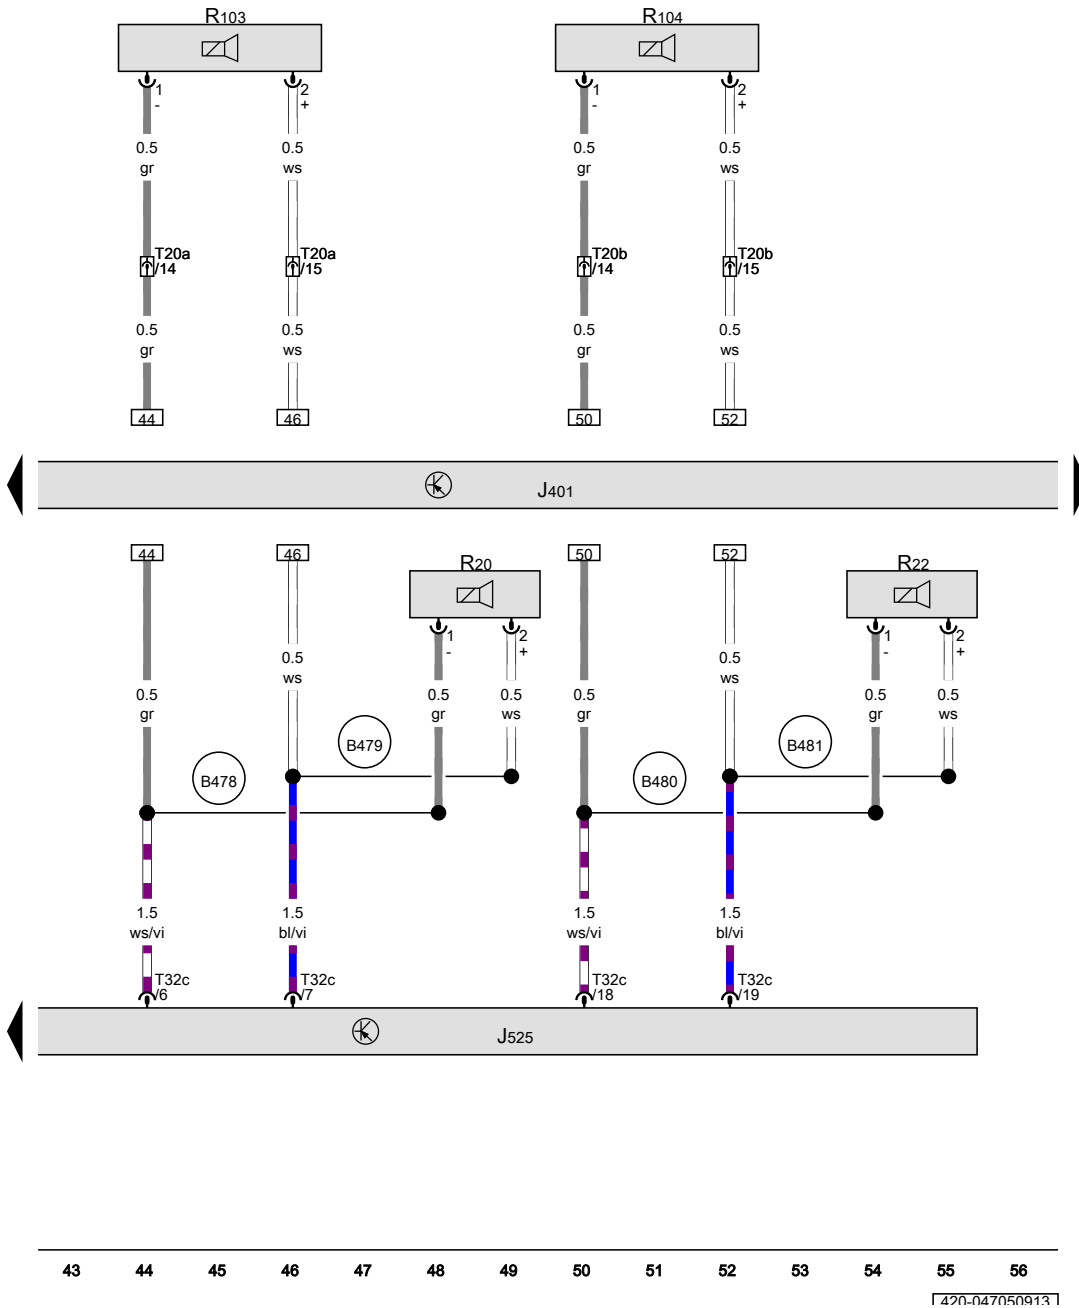 R103 R104
1 2 1 2
- + - +
0.5 0.5 0.5 0.5
gr ws gr ws
T20a T20a T20b T20b
/14 /15 /14 /15
0.5 0.5 0.5 0.5
gr ws gr ws
44 46 50 52
J401
44 46 50 52
R20 R22
1 2 1 2
- + - +
0.5 0.5
ws ws
0.5 0.5 0.5 0.5 0.5 0.5
gr gr ws gr gr ws
B479 B481
B478 B480
1.5 1.5 1.5 1.5
ws/vi bl/vi ws/vi bl/vi
T32c T32c T32c T32c
/6 /7 /18 /19
J525
43 44 45 46 47 48 49 50 51 52 53 54 55 56
420-047050913